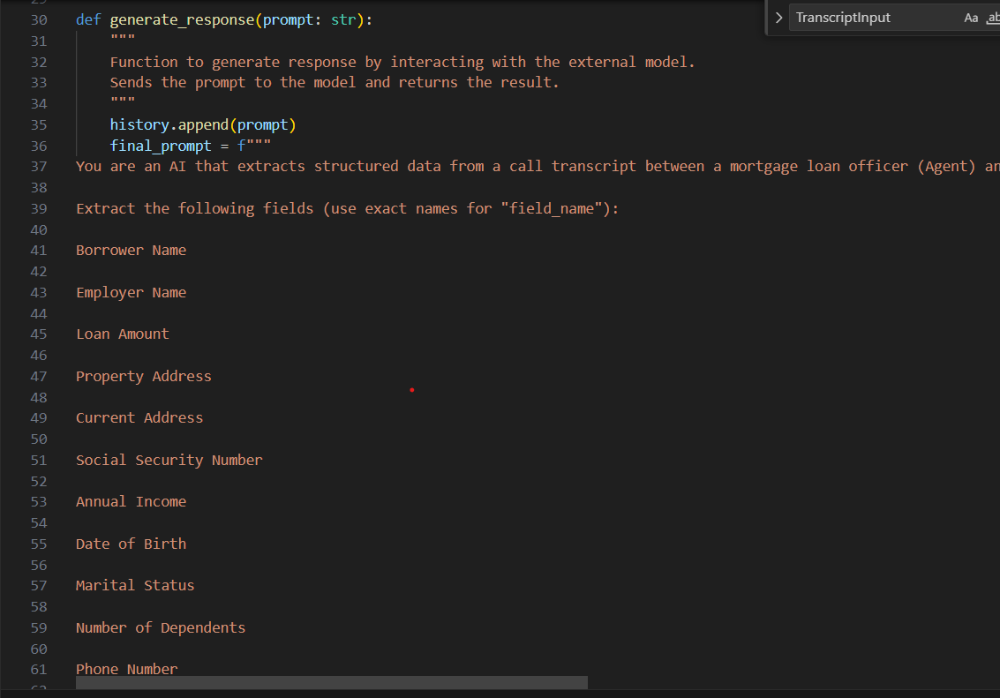 30 def generate_response(prompt: str):
TranscriptInput Aa ab
31 """
32 Function to generate response by interacting with the external model.
33 Sends the prompt to the model and returns the result.
34 """
35 history.append(prompt)
36 final_prompt = f"""
37 You are an AI that extracts structured data from a call transcript between a mortgage loan officer (Agent) an
38
39 Extract the following fields (use exact names for "field_name"):
40
41 Borrower Name
42
43 Employer Name
44
45 Loan Amount
46
47 Property Address
48
49 Current Address
50
51 Social Security Number
52
53 Annual Income
54
55 Date of Birth
56
57 Marital Status
58
59 Number of Dependents
60
61 Phone Number